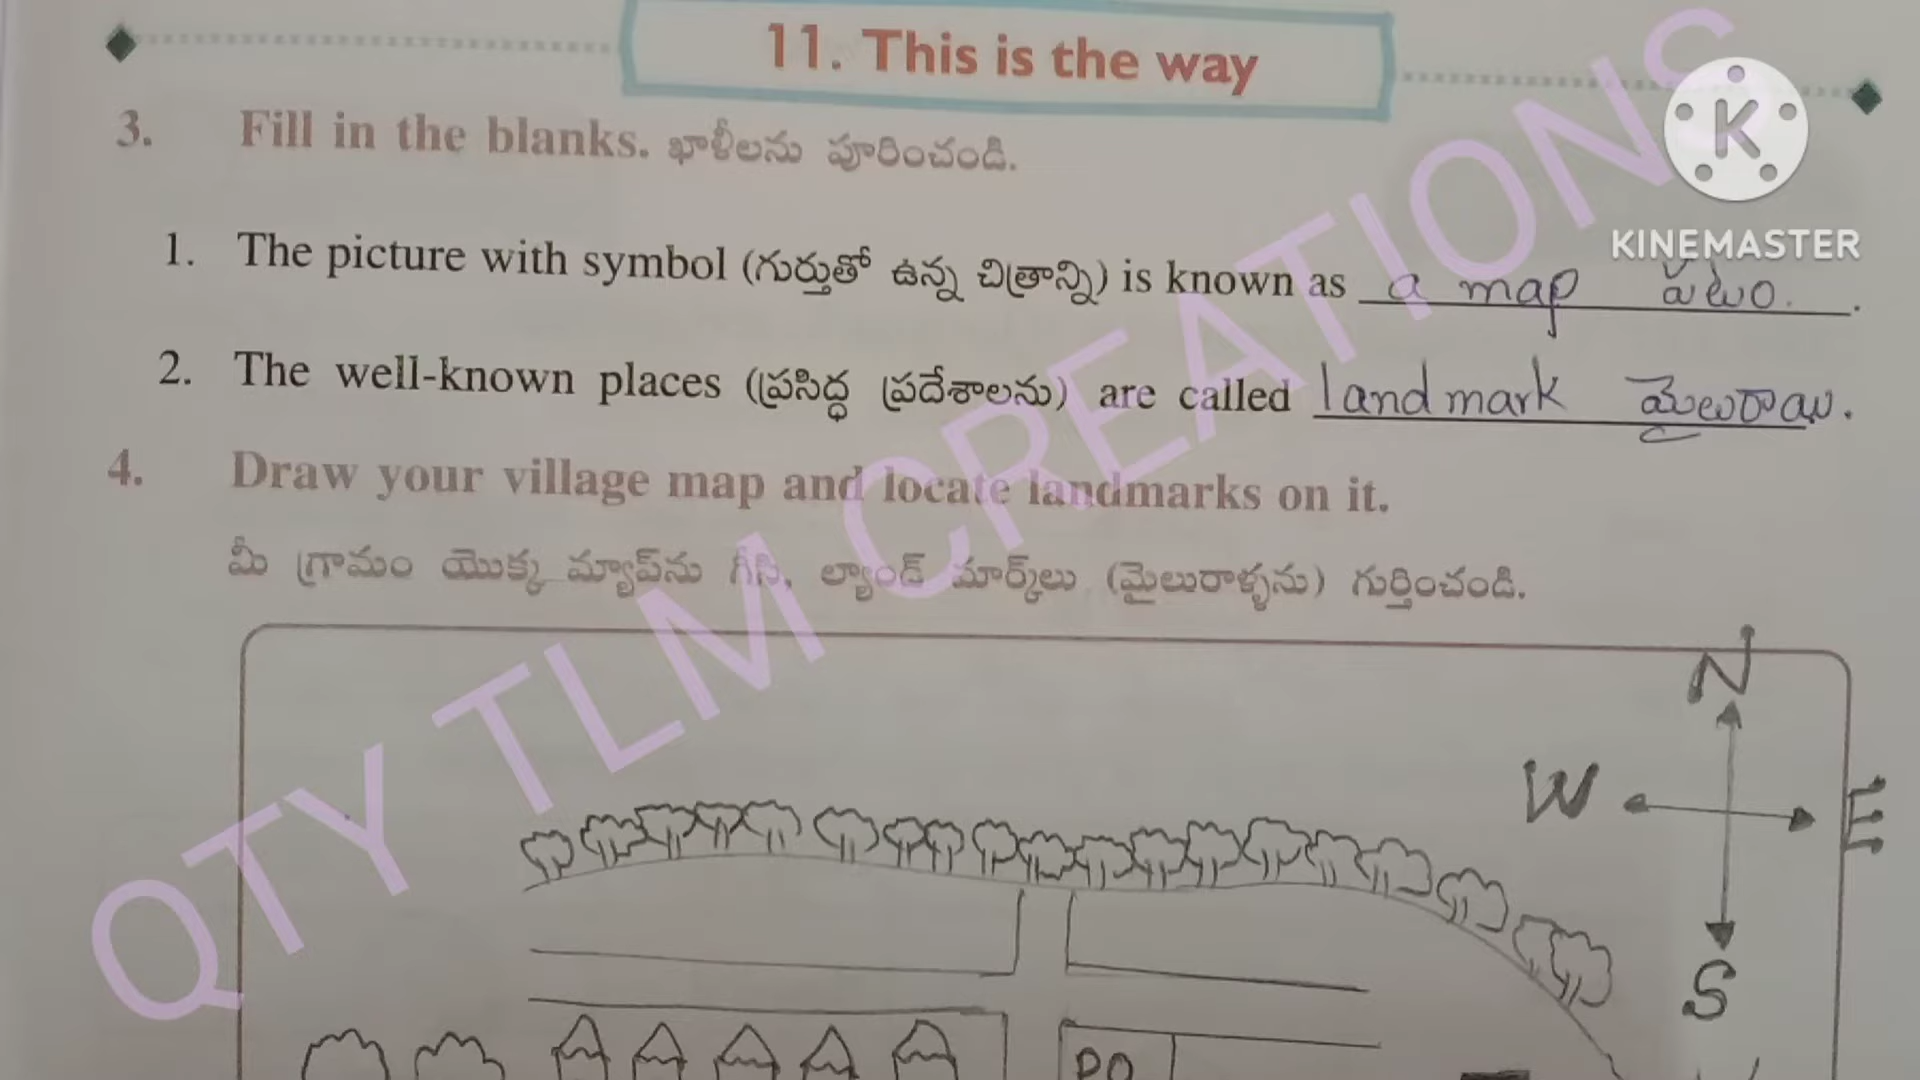 11. This is the way
3. Fill in the blanks. ఖాళీలను పూరించండి.
1. The picture with symbol (గుర్తుతో ఉన్న చిత్రాన్ని) is known as a map పటం.
2. The well-known places (ప్రసిద్ధ ప్రదేశాలను) are called landmark మైలురాయి.
4. Draw your village map and locate landmarks on it.
మీ గ్రామం యొక్క మ్యాప్‌ను గీసి, ల్యాండ్ మార్క్‌లు (మైలురాళ్ళను) గుర్తించండి.
N
W E
S
PO
K
KINEMASTER
QTY TLM CREATIONS